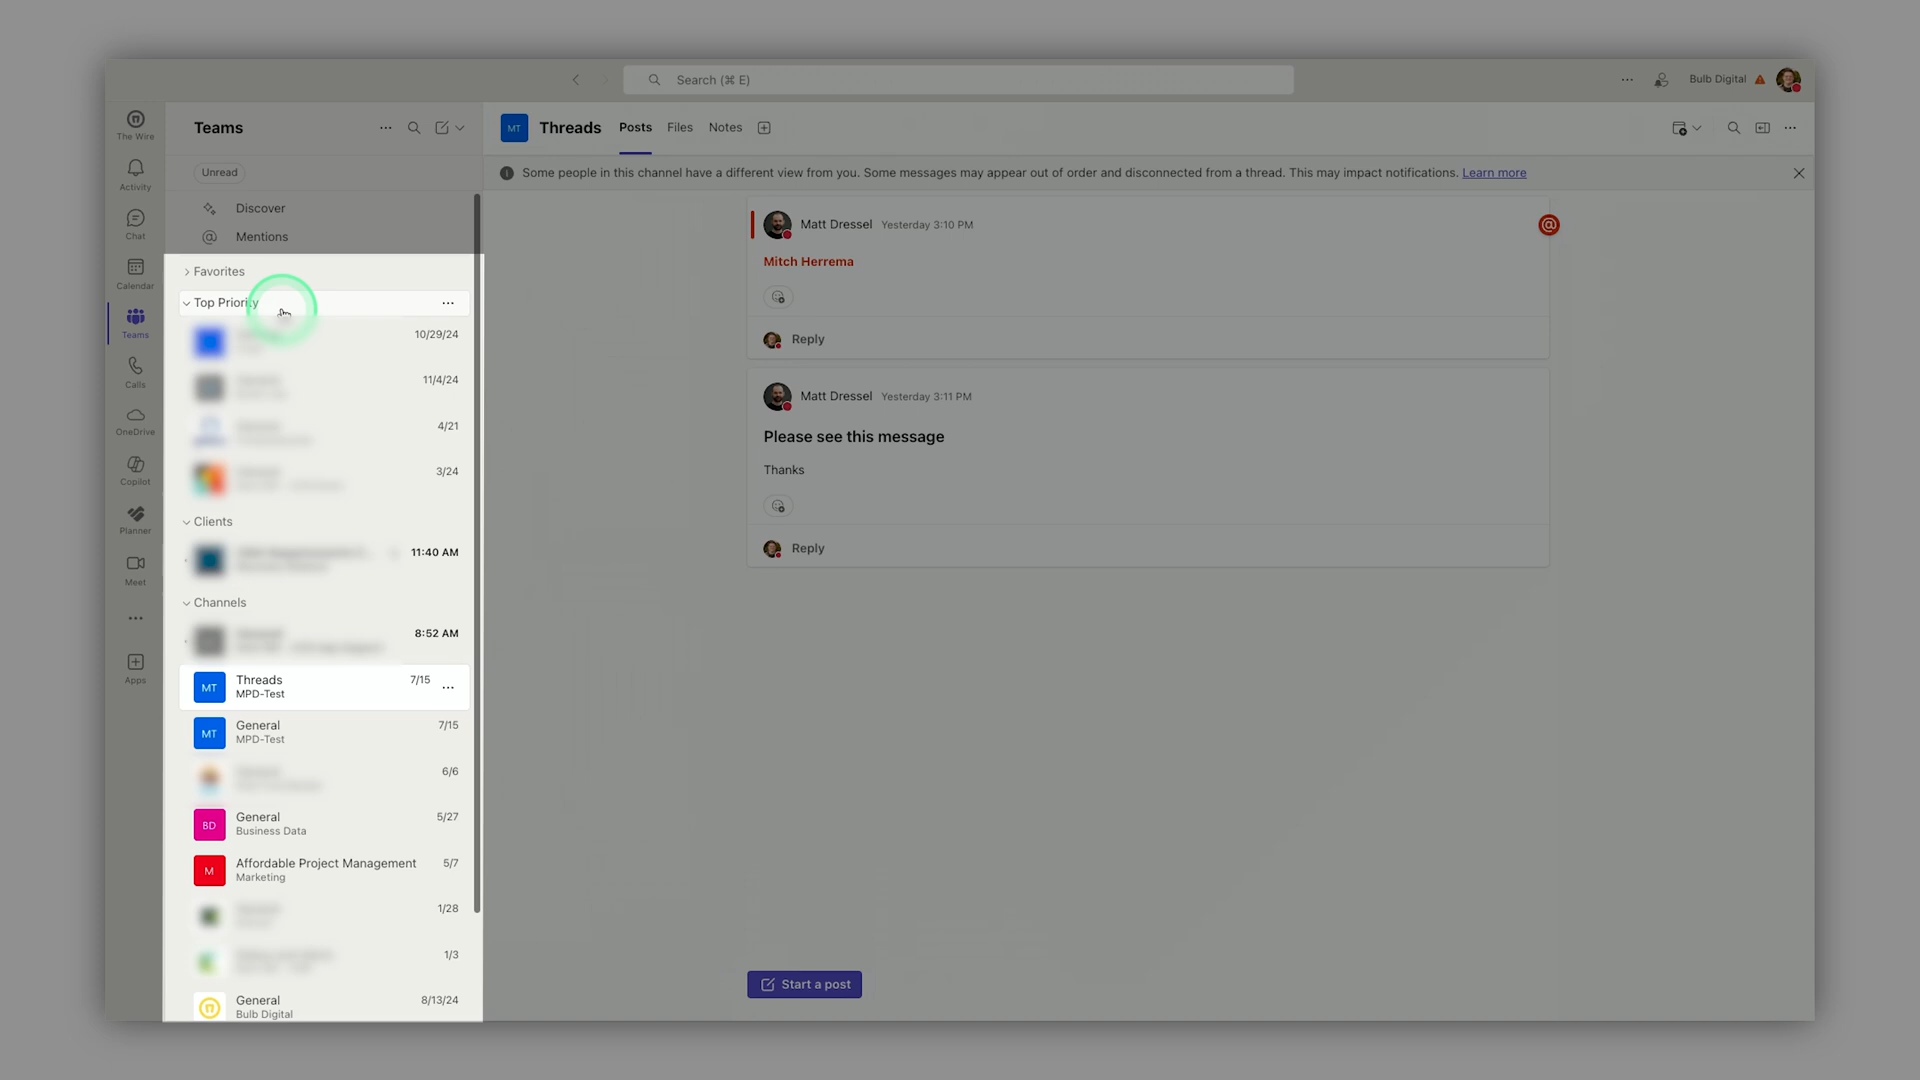 Search (⌘ E)
Bulb Digital
The Wire
Activity
Chat
Calendar
Teams
Calls
OneDrive
Copilot
Planner
Meet
Apps
Teams
Unread
Discover
Mentions
Favorites
Top Priority
10/29/24
11/4/24
4/21
3/24
Clients
11:40 AM
Channels
8:52 AM
MT
Threads
7/15
MPD-Test
MT
General
7/15
MPD-Test
6/6
BD
General
5/27
Business Data
M
Affordable Project Management
5/7
Marketing
1/28
1/3
General
8/13/24
Bulb Digital
MT
Threads
Posts
Files
Notes
Some people in this channel have a different view from you. Some messages may appear out of order and disconnected from a thread. This may impact notifications. Learn more
Matt Dressel Yesterday 3:10 PM
@
Mitch Herrema
Reply
Matt Dressel Yesterday 3:11 PM
Please see this message
Thanks
Reply
Start a post